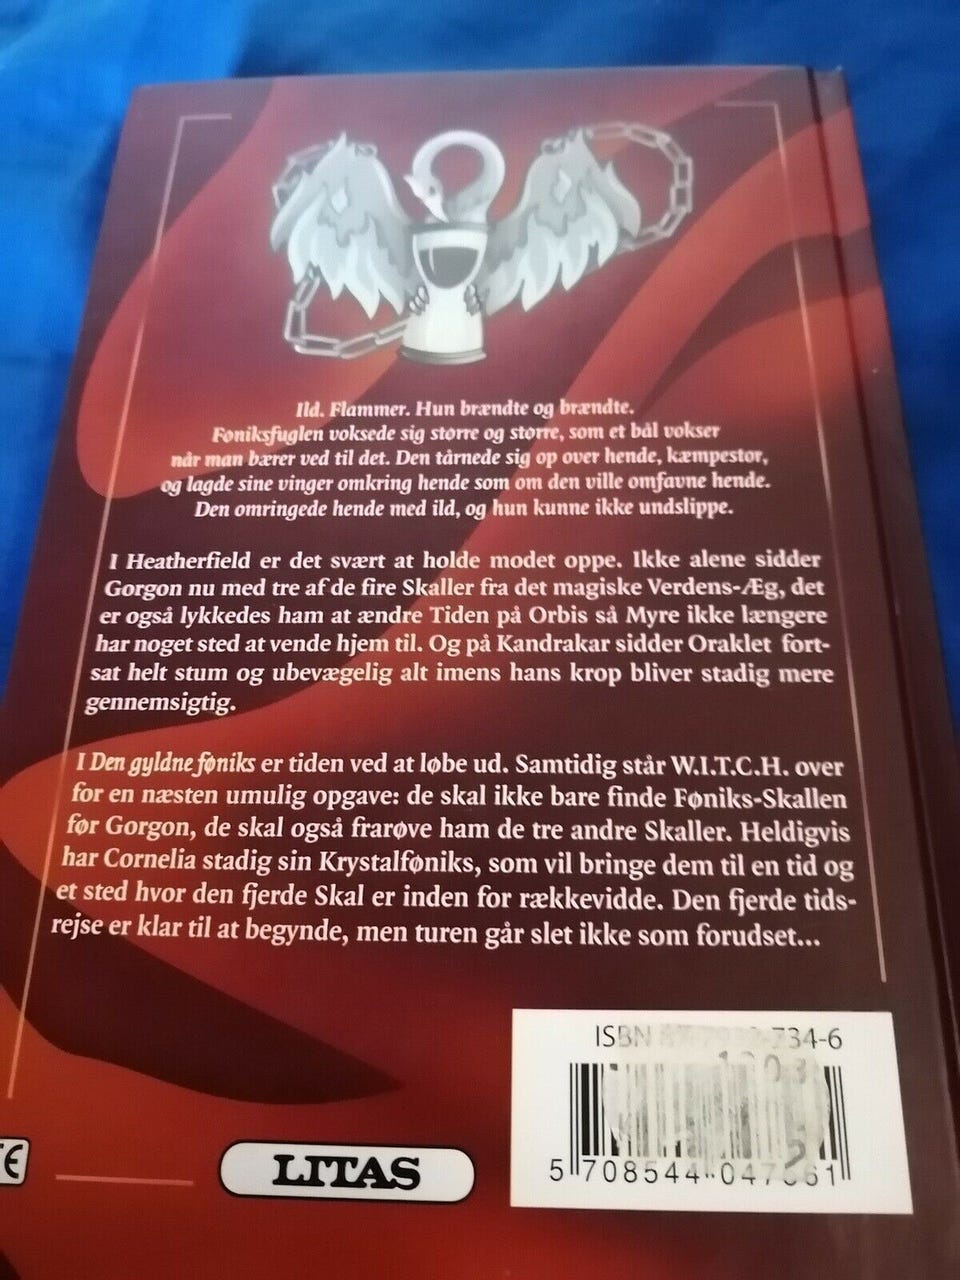 Ild. Flammer. Hun brændte og brændte.
Føniksfuglen voksede sig større og større, som et bål vokser
når man bærer ved til det. Den tårnede sig op over hende, kæmpestor,
og lagde sine vinger omkring hende som om den ville omfavne hende.
Den omringede hende med ild, og hun kunne ikke undslippe.
I Heatherfield er det svært at holde modet oppe. Ikke alene sidder
Gorgon nu med tre af de fire Skaller fra det magiske Verdens-Æg, det
er også lykkedes ham at ændre Tiden på Orbis så Myre ikke længere
har noget sted at vende hjem til. Og på Kandrakar sidder Oraklet fort-
sat helt stum og ubevægelig alt imens hans krop bliver stadig mere
gennemsigtig.
I Den gyldne føniks er tiden ved at løbe ud. Samtidig står W.I.T.C.H. over
for en næsten umulig opgave: de skal ikke bare finde Føniks-Skallen
før Gorgon, de skal også frarøve ham de tre andre Skaller. Heldigvis
har Cornelia stadig sin Krystalføniks, som vil bringe dem til en tid og
et sted hvor den fjerde Skal er inden for rækkevidde. Den fjerde tids-
rejse er klar til at begynde, men turen går slet ikke som forudset...
ISBN 734-6
LITAS